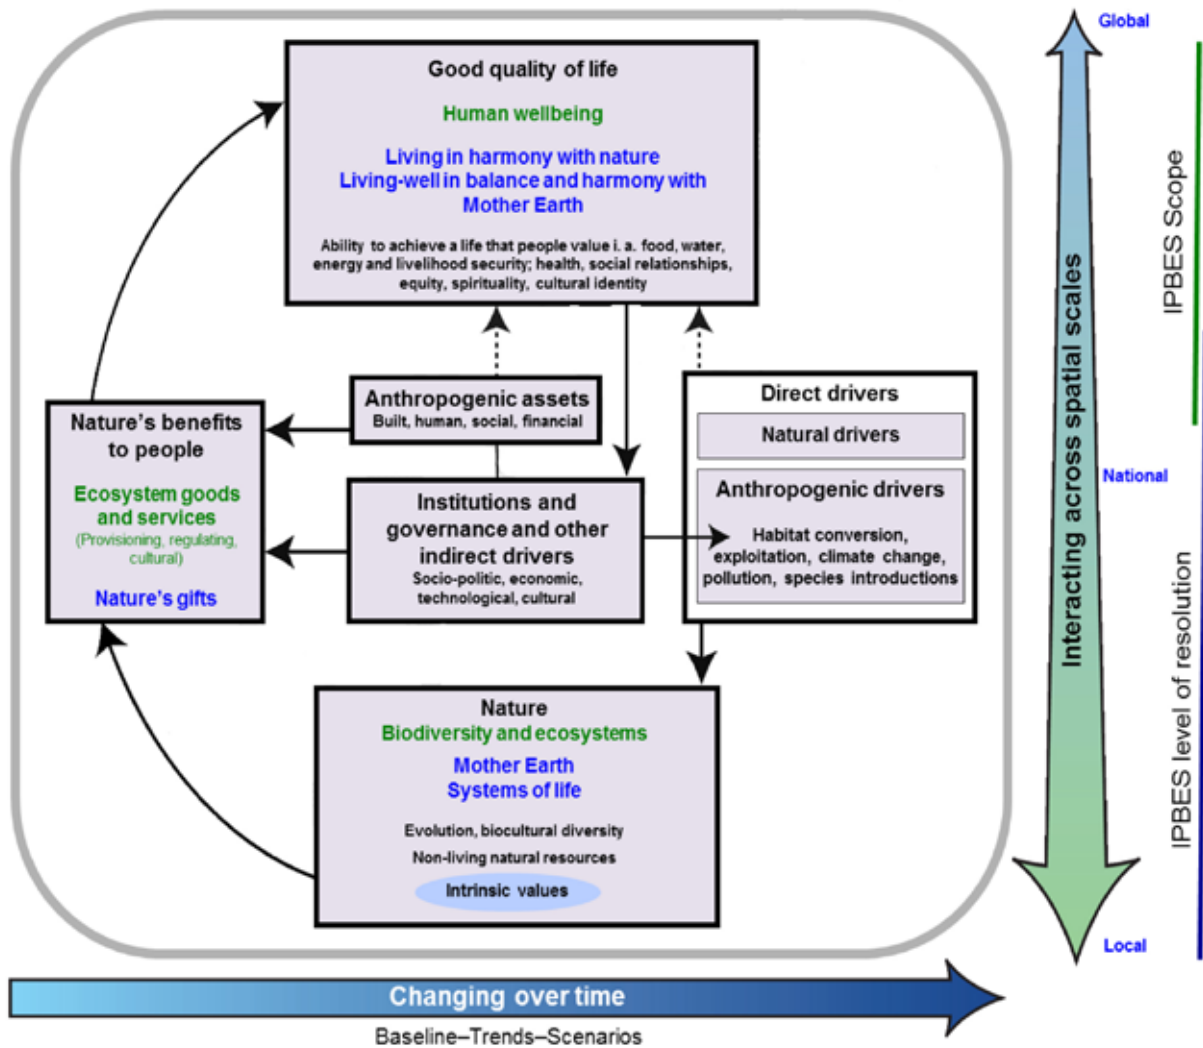 Global
Good quality of life
Human wellbeing
Living in harmony with nature
Living-well in balance and harmony with
Mother Earth
Ability to achieve a life that people value i. a. food, water,
energy and livelihood security; health, social relationships,
equity, spirituality, cultural identity
Anthropogenic assets
Built, human, social, financial
Nature's benefits
to people
Ecosystem goods
and services
(Provisioning, regulating,
cultural)
Nature's gifts
Institutions and
governance and other
indirect drivers
Socio-politic, economic,
technological, cultural
Direct drivers
Natural drivers
Anthropogenic drivers
Habitat conversion,
exploitation, climate change,
pollution, species introductions
Nature
Biodiversity and ecosystems
Mother Earth
Systems of life
Evolution, biocultural diversity
Non-living natural resources
Intrinsic values
Interacting across spatial scales
National
Local
IPBES Scope
IPBES level of resolution
Changing over time
Baseline–Trends–Scenarios